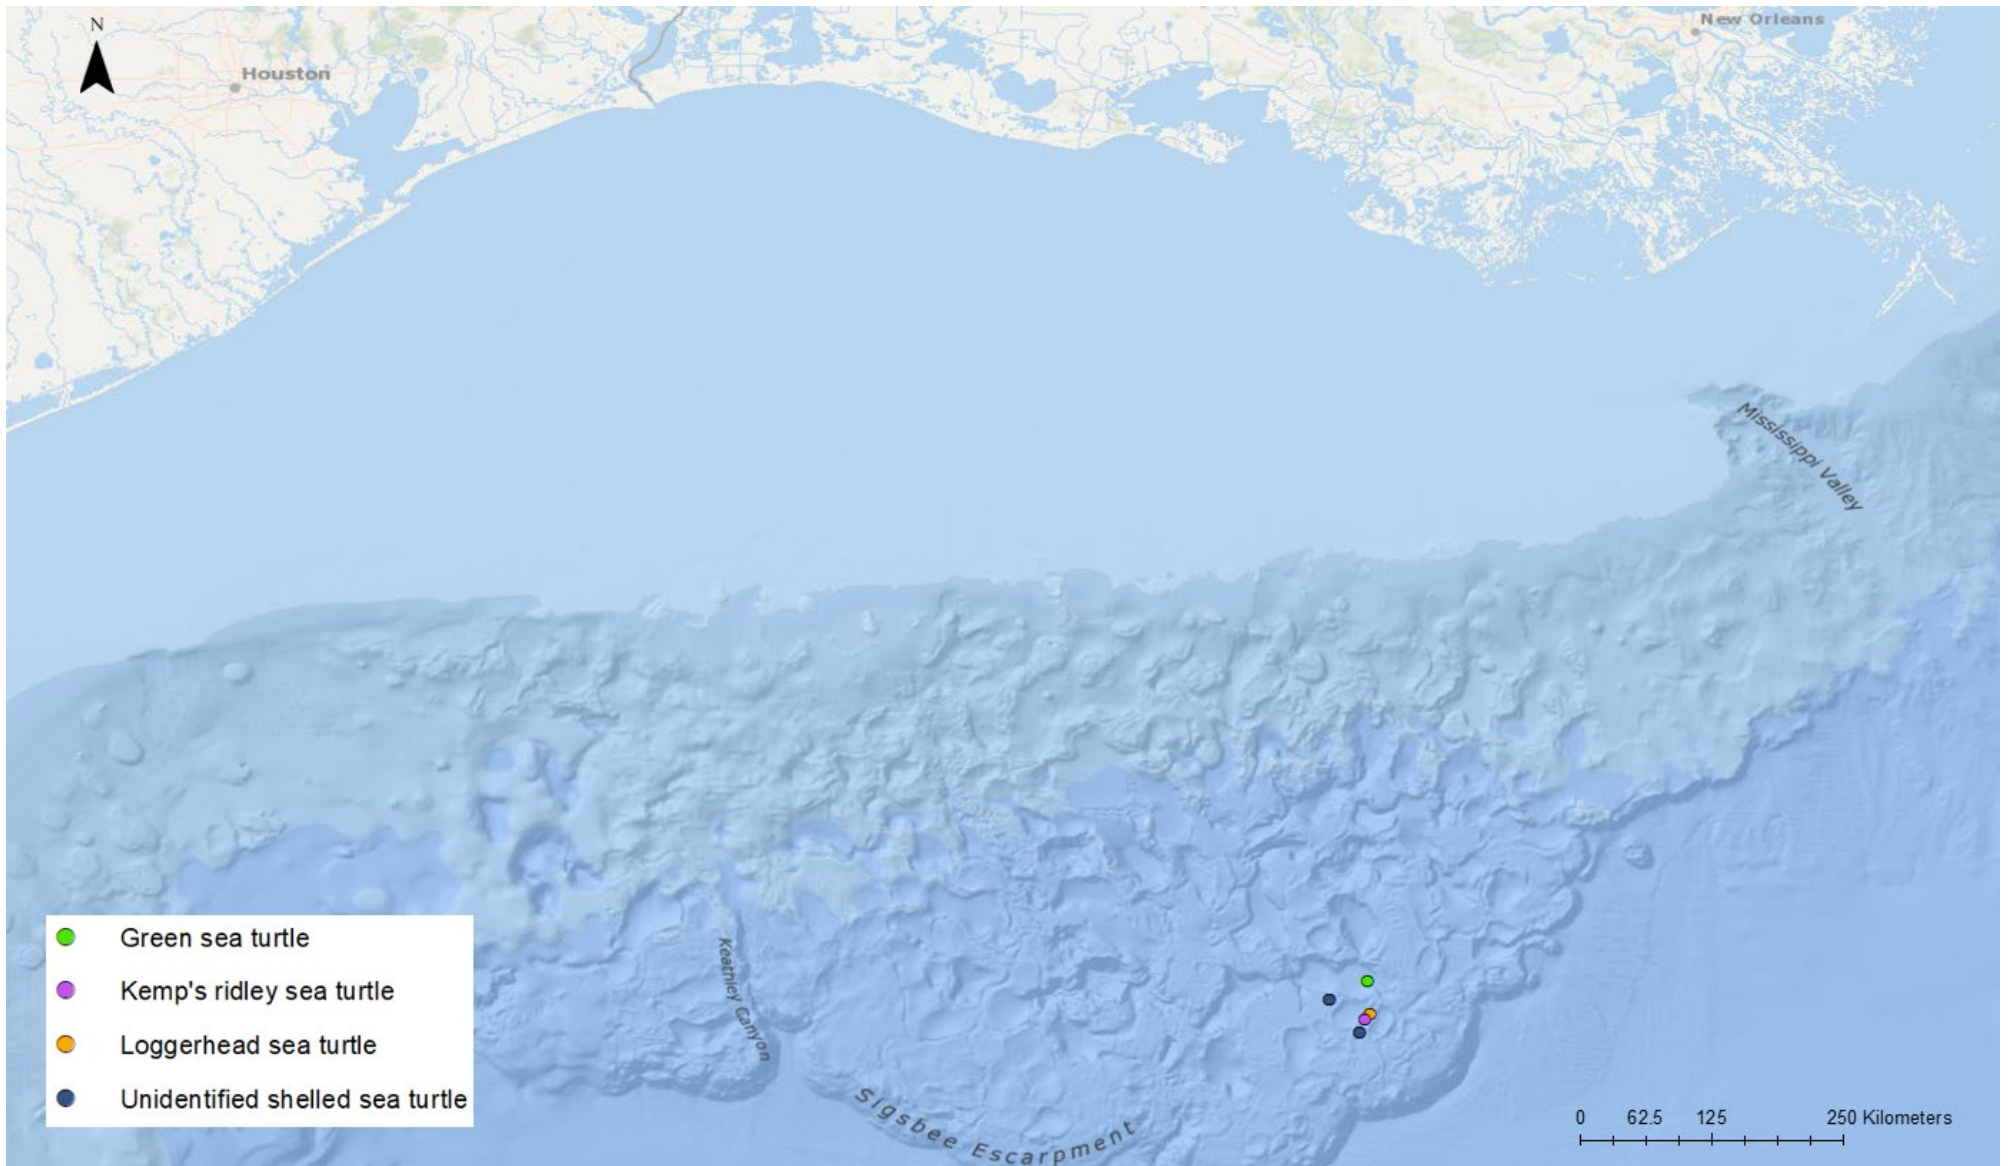 New Orleans
N
Houston
Mississippi Valley
Green sea turtle
Kemp's ridley sea turtle
Loggerhead sea turtle
Unidentified shelled sea turtle
Keathley Canyon
Sigsbee Escarpment
0 62.5 125 250 Kilometers